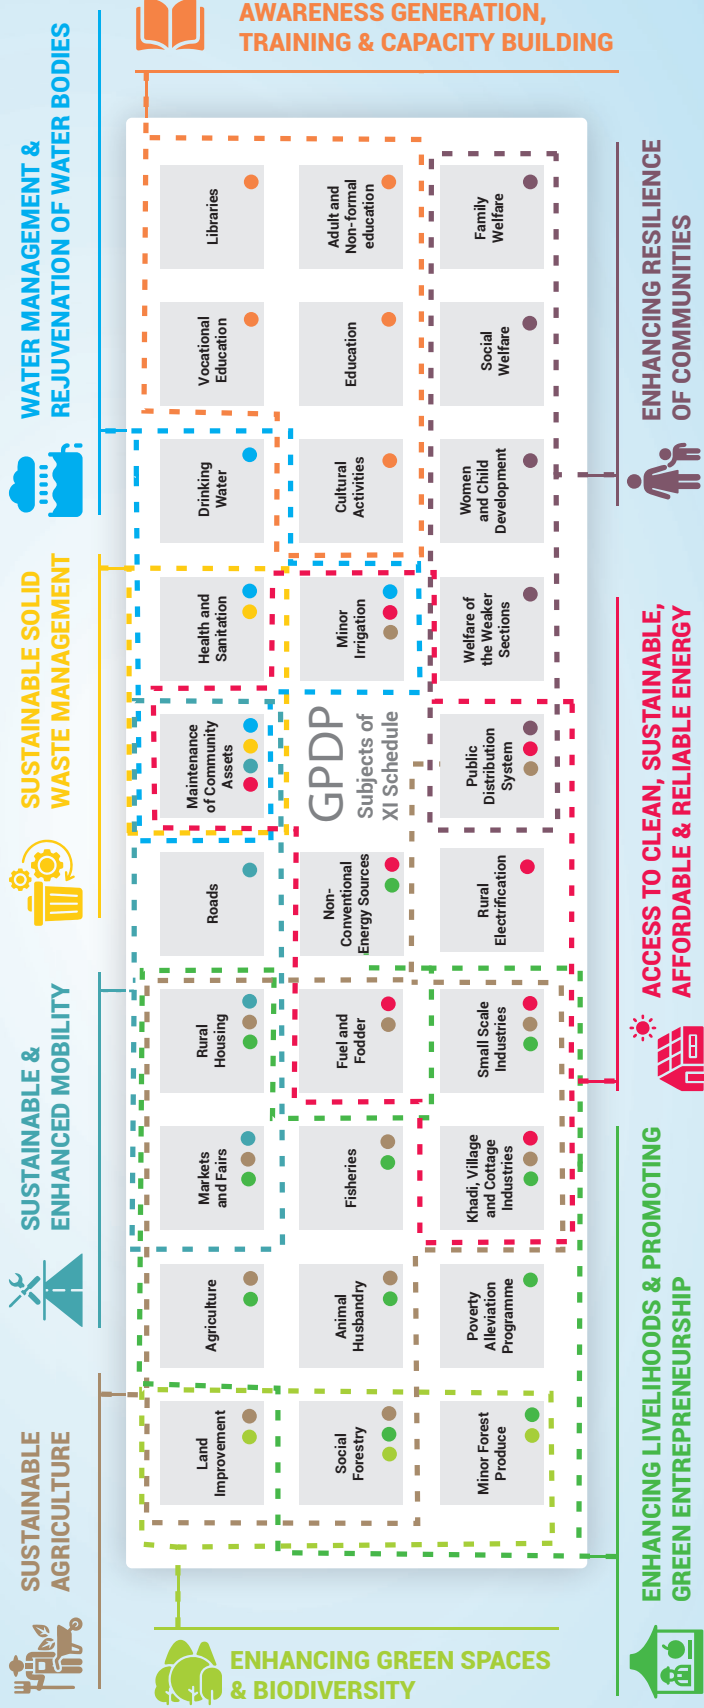 AWARENESS GENERATION,
TRAINING & CAPACITY BUILDING
WATER MANAGEMENT &
REJUVENATION OF WATER BODIES
SUSTAINABLE SOLID
WASTE MANAGEMENT
SUSTAINABLE &
ENHANCED MOBILITY
SUSTAINABLE
AGRICULTURE
Land
Improvement
Agriculture
Markets
and Fairs
Rural
Housing
Roads
Maintenance
of Community
Assets
Health and
Sanitation
Drinking
Water
Vocational
Education
Libraries
Social
Forestry
Animal
Husbandry
Fisheries
Fuel and
Fodder
Non-
Conventional
Energy Sources
GPDP
Subjects of
XI Schedule
Minor
Irrigation
Cultural
Activities
Education
Adult and
Non-formal
education
Minor Forest
Produce
Poverty
Alleviation
Programme
Khadi, Village
and Cottage
Industries
Small Scale
Industries
Rural
Electrification
Public
Distribution
System
Welfare of
the Weaker
Sections
Women
and Child
Development
Social
Welfare
Family
Welfare
ENHANCING LIVELIHOODS & PROMOTING
GREEN ENTREPRENEURSHIP
ACCESS TO CLEAN, SUSTAINABLE,
AFFORDABLE & RELIABLE ENERGY
ENHANCING RESILIENCE
OF COMMUNITIES
ENHANCING GREEN SPACES
& BIODIVERSITY